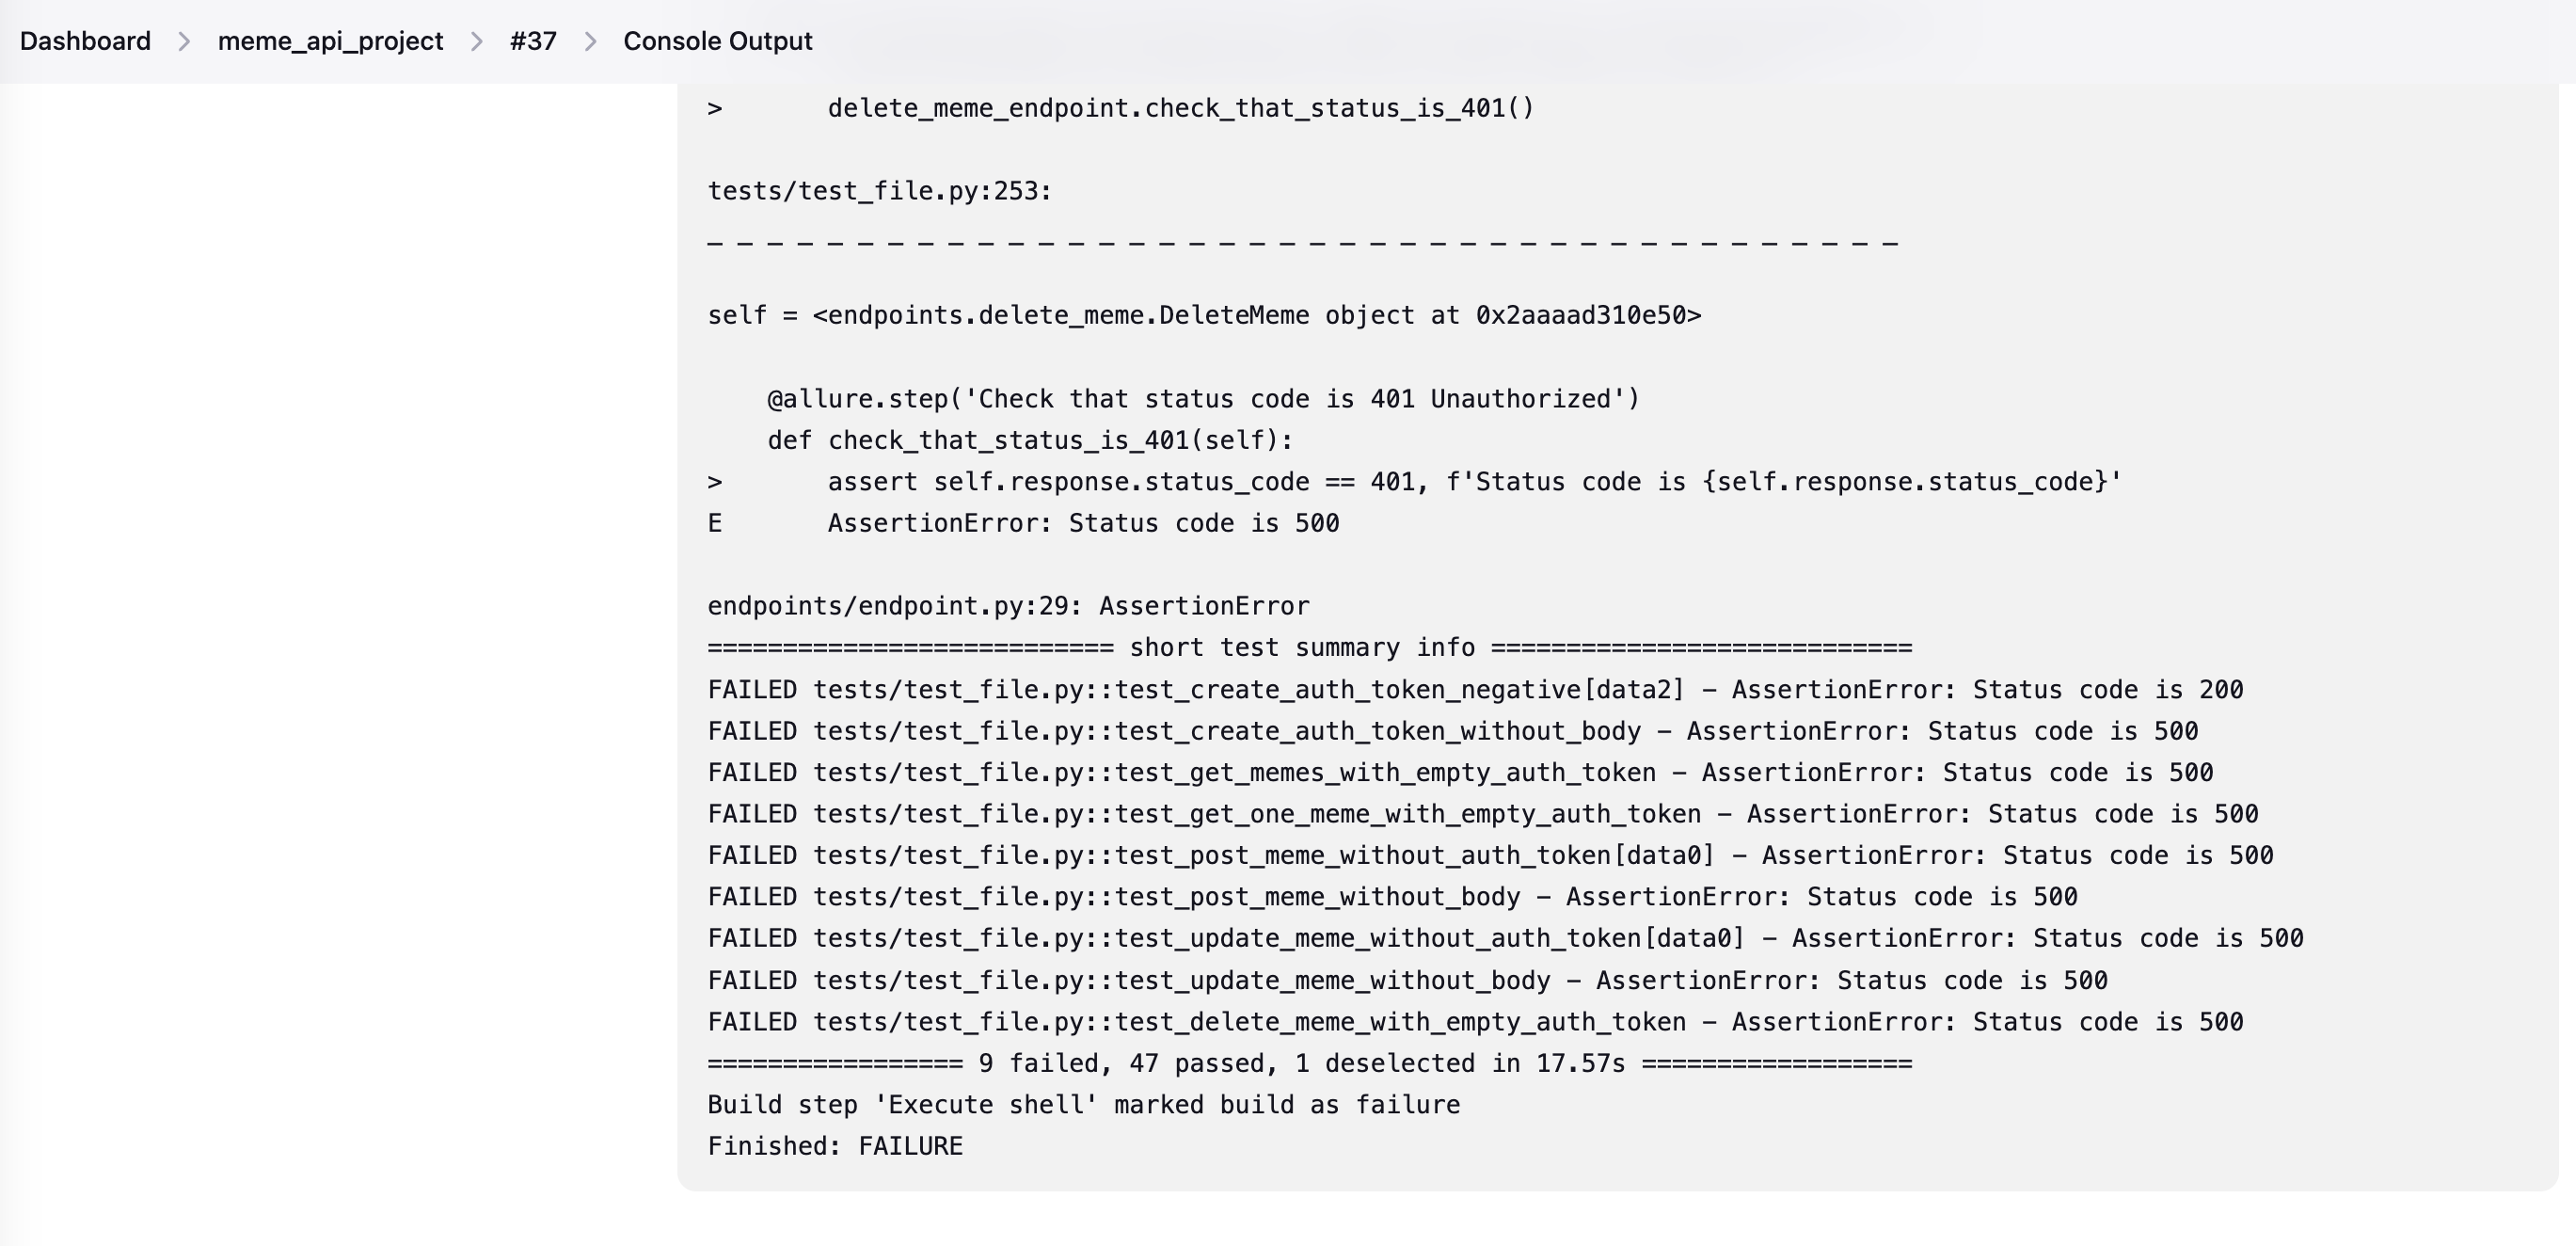 Dashboard > meme_api_project > #37 > Console Output
>       delete_meme_endpoint.check_that_status_is_401()
tests/test_file.py:253:
_ _ _ _ _ _ _ _ _ _ _ _ _ _ _ _ _ _ _ _ _ _ _ _ _ _ _ _ _ _ _ _ _ _ _ _ _ _ _ _
self = <endpoints.delete_meme.DeleteMeme object at 0x2aaaad310e50>
    @allure.step('Check that status code is 401 Unauthorized')
    def check_that_status_is_401(self):
>       assert self.response.status_code == 401, f'Status code is {self.response.status_code}'
E       AssertionError: Status code is 500
endpoints/endpoint.py:29: AssertionError
=========================== short test summary info ============================
FAILED tests/test_file.py::test_create_auth_token_negative[data2] - AssertionError: Status code is 200
FAILED tests/test_file.py::test_create_auth_token_without_body - AssertionError: Status code is 500
FAILED tests/test_file.py::test_get_memes_with_empty_auth_token - AssertionError: Status code is 500
FAILED tests/test_file.py::test_get_one_meme_with_empty_auth_token - AssertionError: Status code is 500
FAILED tests/test_file.py::test_post_meme_without_auth_token[data0] - AssertionError: Status code is 500
FAILED tests/test_file.py::test_post_meme_without_body - AssertionError: Status code is 500
FAILED tests/test_file.py::test_update_meme_without_auth_token[data0] - AssertionError: Status code is 500
FAILED tests/test_file.py::test_update_meme_without_body - AssertionError: Status code is 500
FAILED tests/test_file.py::test_delete_meme_with_empty_auth_token - AssertionError: Status code is 500
================= 9 failed, 47 passed, 1 deselected in 17.57s ==================
Build step 'Execute shell' marked build as failure
Finished: FAILURE